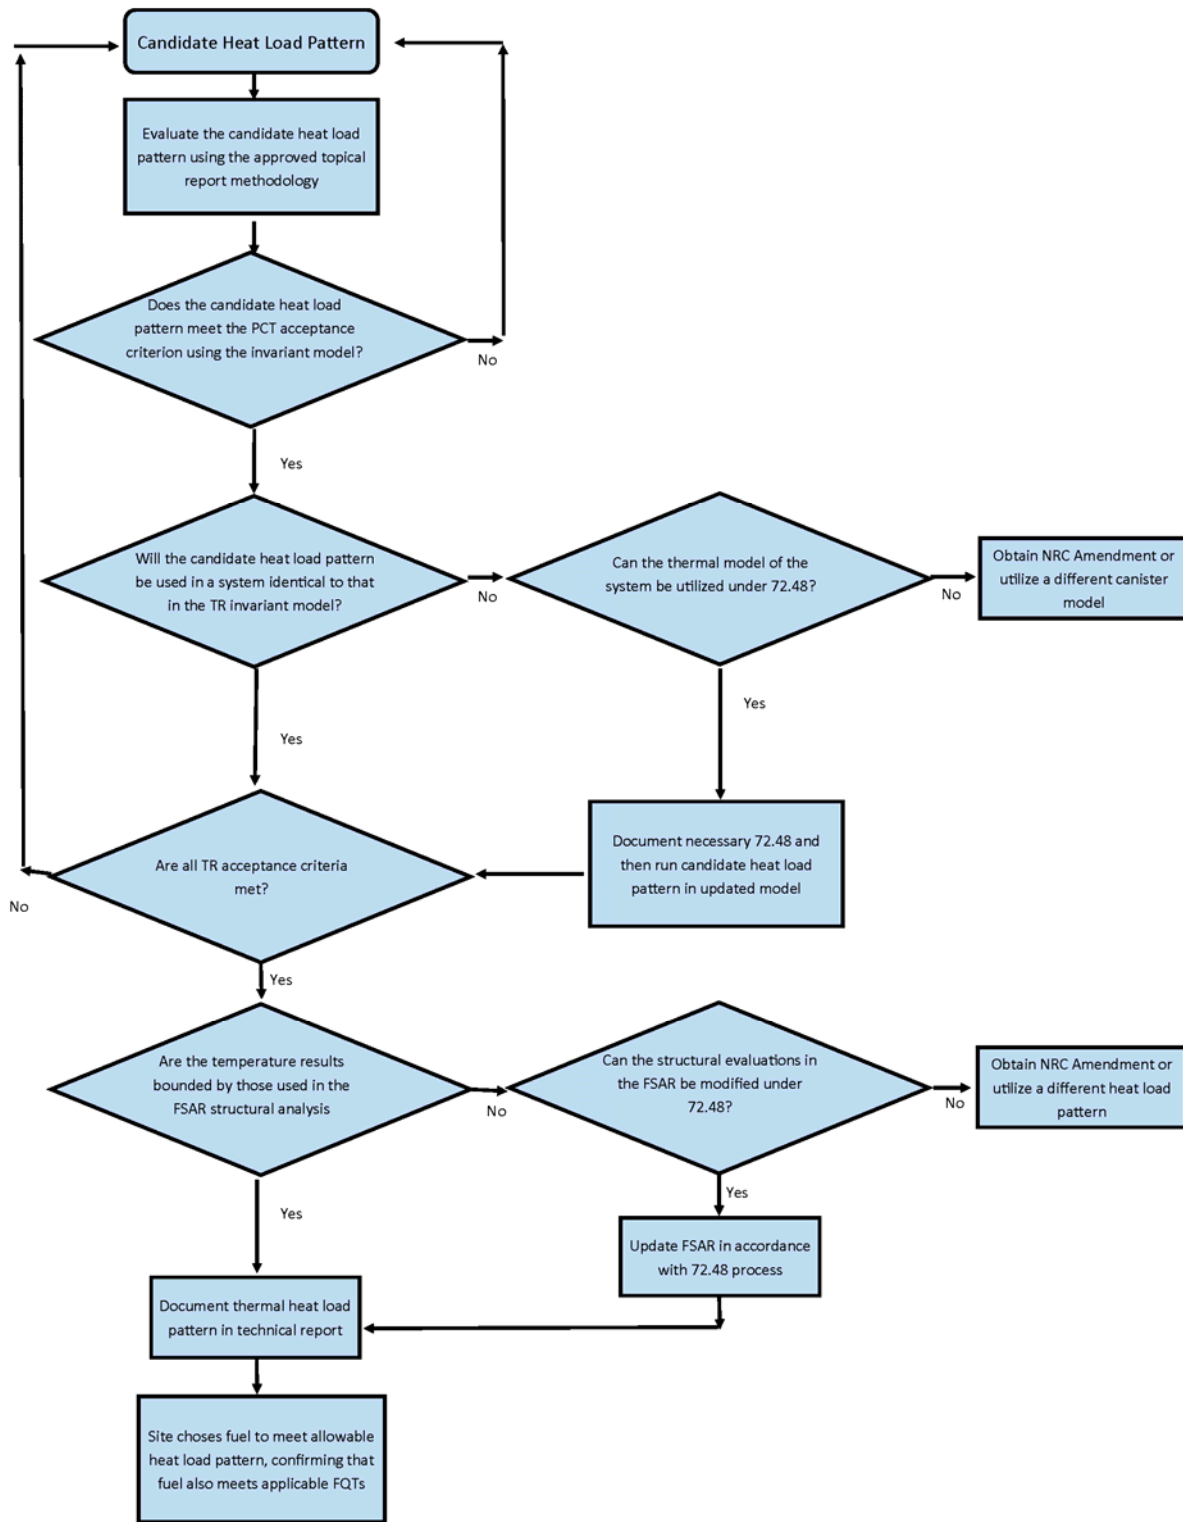 Candidate Heat Load Pattern
Evaluate the candidate heat load
pattern using the approved topical
report methodology
Does the candidate heat load
pattern meet the PCT acceptance
criterion using the invariant model?
No
Yes
Will the candidate heat load pattern
be used in a system identical to that
in the TR invariant model?
No
Can the thermal model of the
system be utilized under 72.48?
No
Obtain NRC Amendment or
utilize a different canister
model
Yes
Yes
Document necessary 72.48 and
then run candidate heat load
pattern in updated model
Are all TR acceptance criteria
met?
No
Yes
Are the temperature results
bounded by those used in the
FSAR structural analysis
No
Can the structural evaluations in
the FSAR be modified under
72.48?
No
Obtain NRC Amendment or
utilize a different heat load
pattern
Yes
Yes
Update FSAR in accordance
with 72.48 process
Document thermal heat load
pattern in technical report
Site choses fuel to meet allowable
heat load pattern, confirming that
fuel also meets applicable FQTs